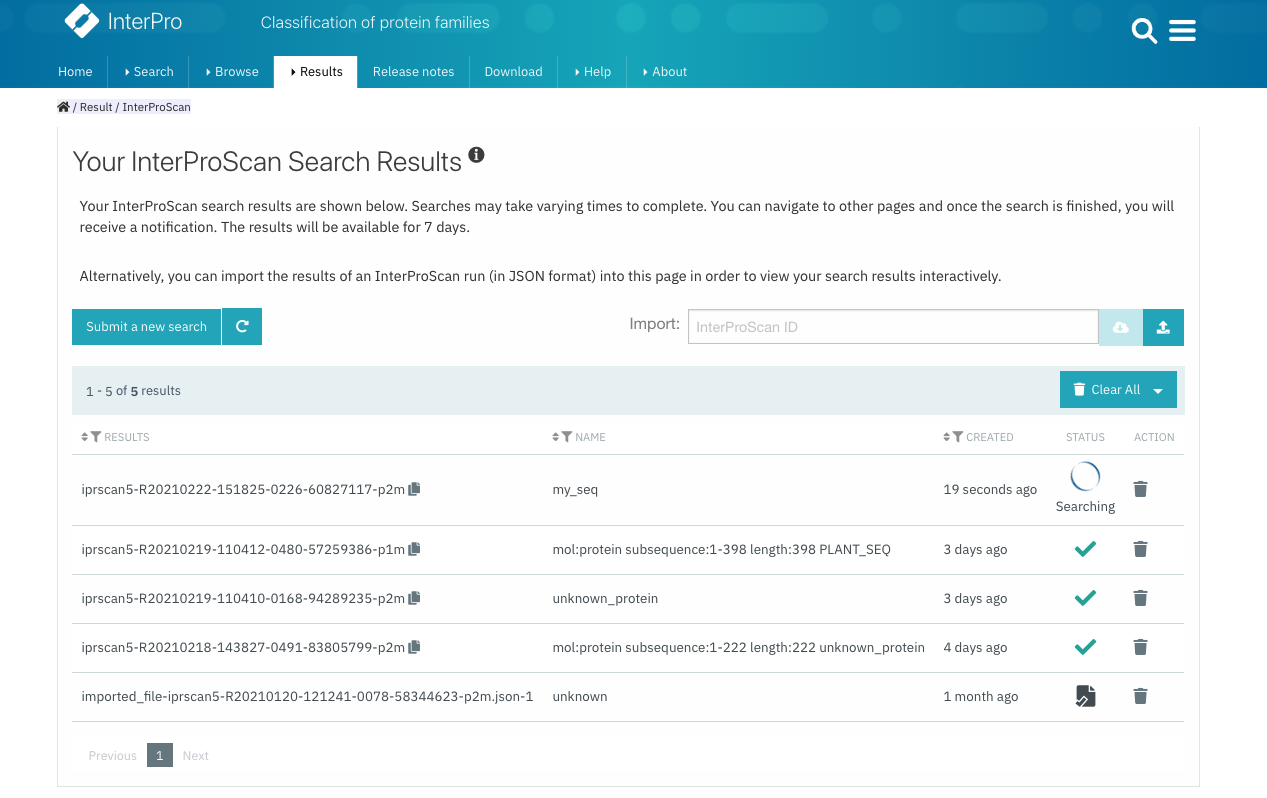 InterPro
Classification of protein families
Home Search Browse Results Release notes Download Help About
/ Result / InterProScan
Your InterProScan Search Results
Your InterProScan search results are shown below. Searches may take varying times to complete. You can navigate to other pages and once the search is finished, you will
receive a notification. The results will be available for 7 days.
Alternatively, you can import the results of an InterProScan run (in JSON format) into this page in order to view your search results interactively.
Submit a new search Import: InterProScan ID
1 - 5 of 5 results Clear All
RESULTS NAME CREATED STATUS ACTION
iprscan5-R20210222-151825-0226-60827117-p2m my_seq 19 seconds ago
Searching
iprscan5-R20210219-110412-0480-57259386-p1m mol:protein subsequence:1-398 length:398 PLANT_SEQ 3 days ago
iprscan5-R20210219-110410-0168-94289235-p2m unknown_protein 3 days ago
iprscan5-R20210218-143827-0491-83805799-p2m mol:protein subsequence:1-222 length:222 unknown_protein 4 days ago
imported_file-iprscan5-R20210120-121241-0078-58344623-p2m.json-1 unknown 1 month ago
Previous 1 Next